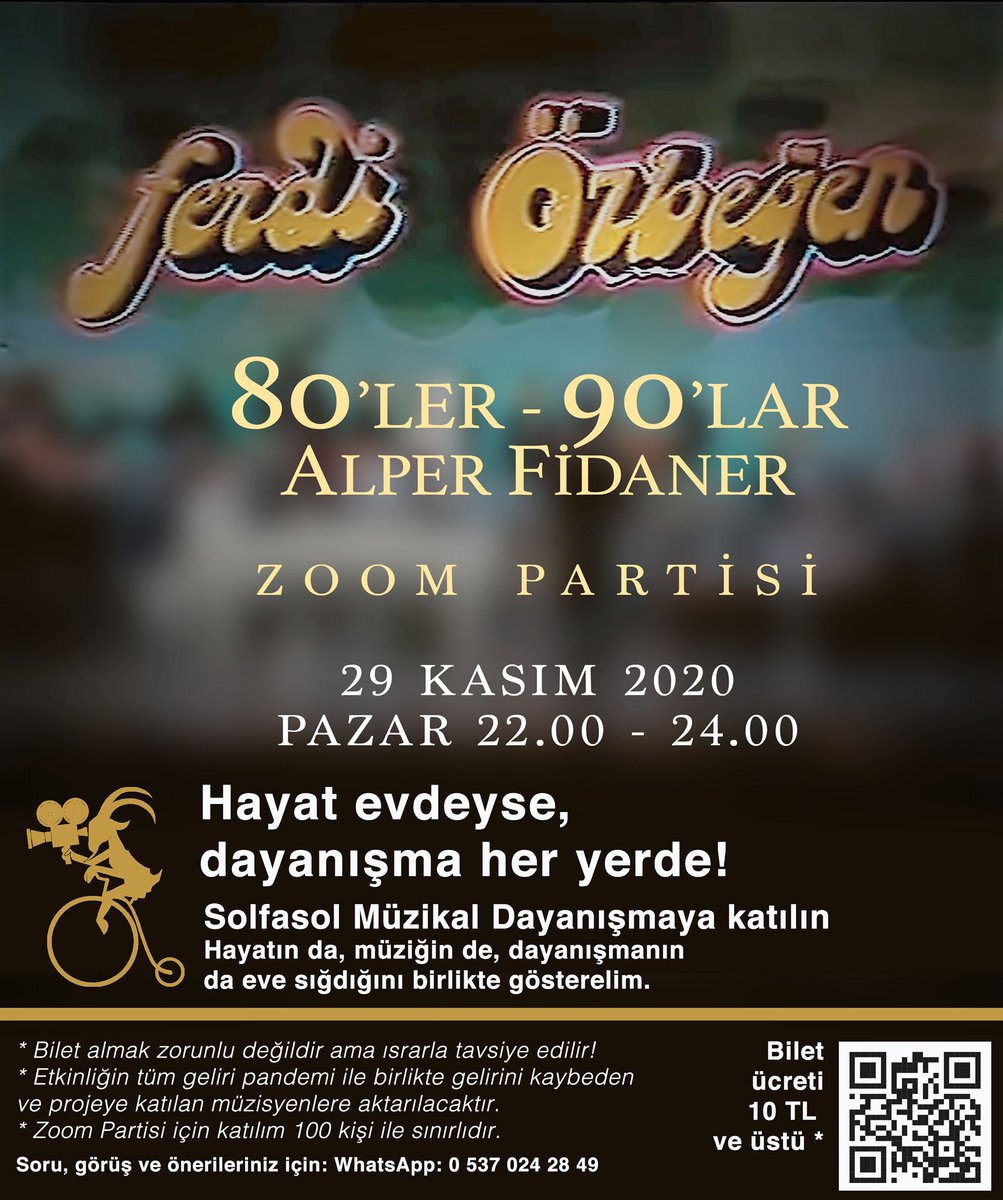 ferdi Özbeğen
80'LER - 90'LAR
ALPER FİDANER
ZOOM PARTİSİ
29 KASIM 2020
PAZAR 22.00 - 24.00
Hayat evdeyse,
dayanışma her yerde!
Solfasol Müzikal Dayanışmaya katılın
Hayatın da, müziğin de, dayanışmanın
da eve sığdığını birlikte gösterelim.
* Bilet almak zorunlu değildir ama ısrarla tavsiye edilir!
* Etkinliğin tüm geliri pandemi ile birlikte gelirini kaybeden
ve projeye katılan müzisyenlere aktarılacaktır.
* Zoom Partisi için katılım 100 kişi ile sınırlıdır.
Soru, görüş ve önerileriniz için: WhatsApp: 0 537 024 28 49
Bilet
ücreti
10 TL
ve üstü *